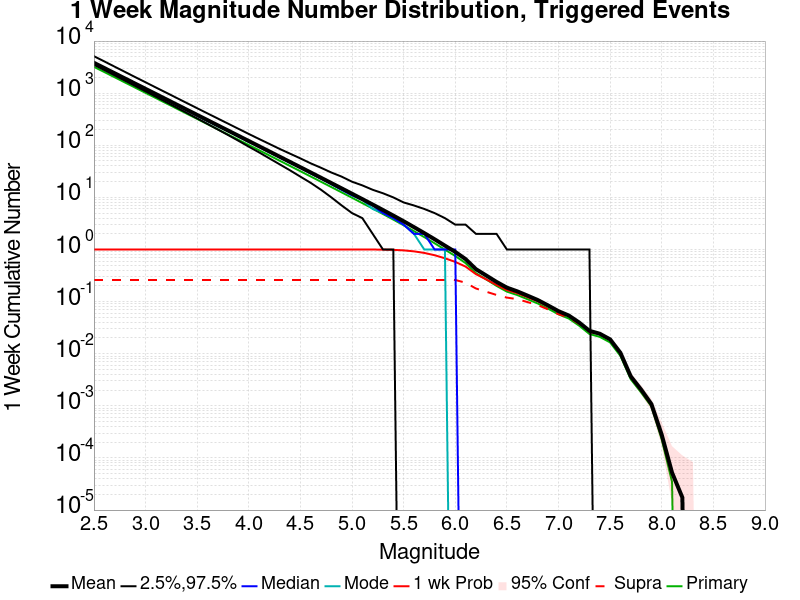 1 Week Magnitude Number Distribution, Triggered Events
1 Week Cumulative Number
10^4
10^3
10^2
10^1
10^0
10^-1
10^-2
10^-3
10^-4
10^-5
2.5 3.0 3.5 4.0 4.5 5.0 5.5 6.0 6.5 7.0 7.5 8.0 8.5 9.0
Magnitude
Mean 2.5%,97.5% Median Mode 1 wk Prob 95% Conf Supra Primary